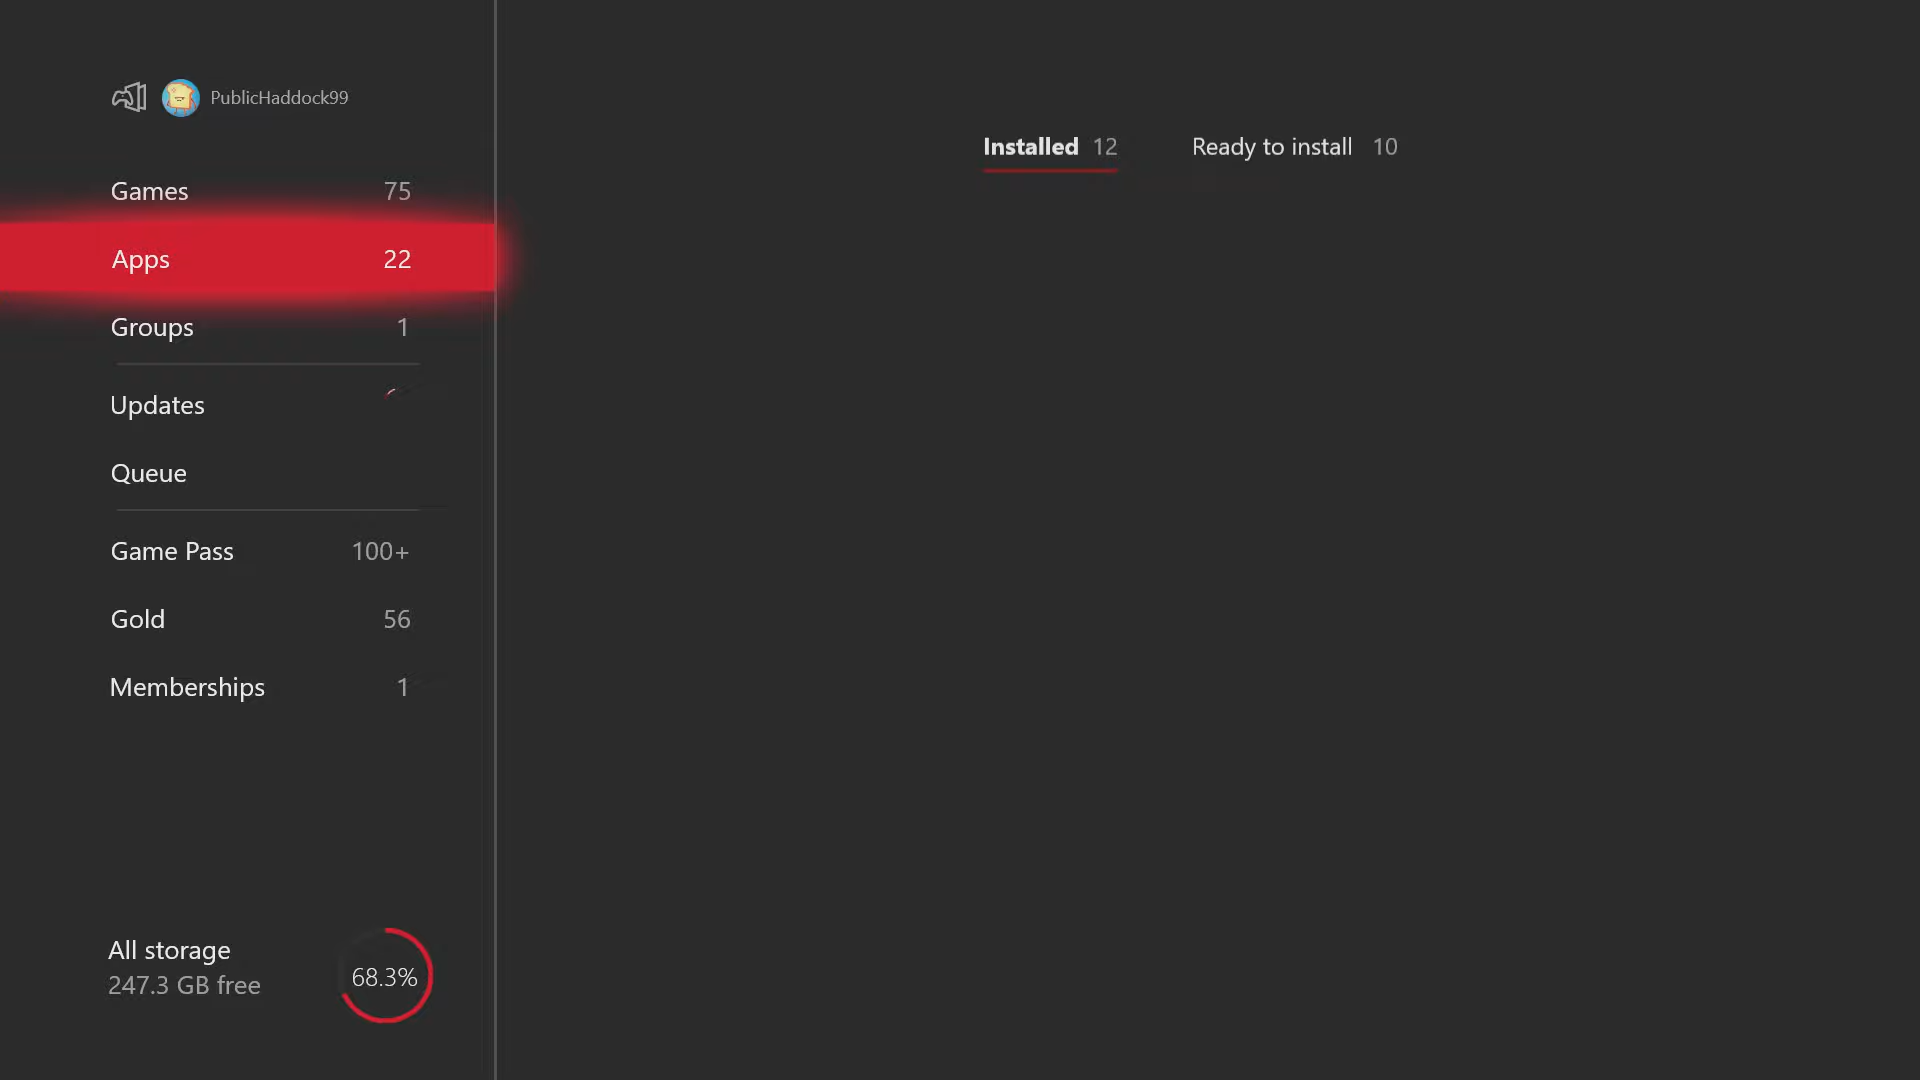 PublicHaddock99
Installed 12 Ready to install 10
Games 75
Apps 22
Groups 1
Updates
Queue
Game Pass 100+
Gold 56
Memberships 1
All storage
247.3 GB free
68.3%